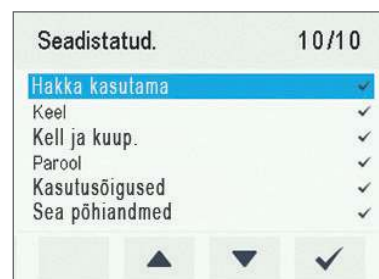 Seadistatud. 10/10
Hakka kasutama
Keel
Kell ja kuup.
Parool
Kasutusõigused
Sea põhiandmed